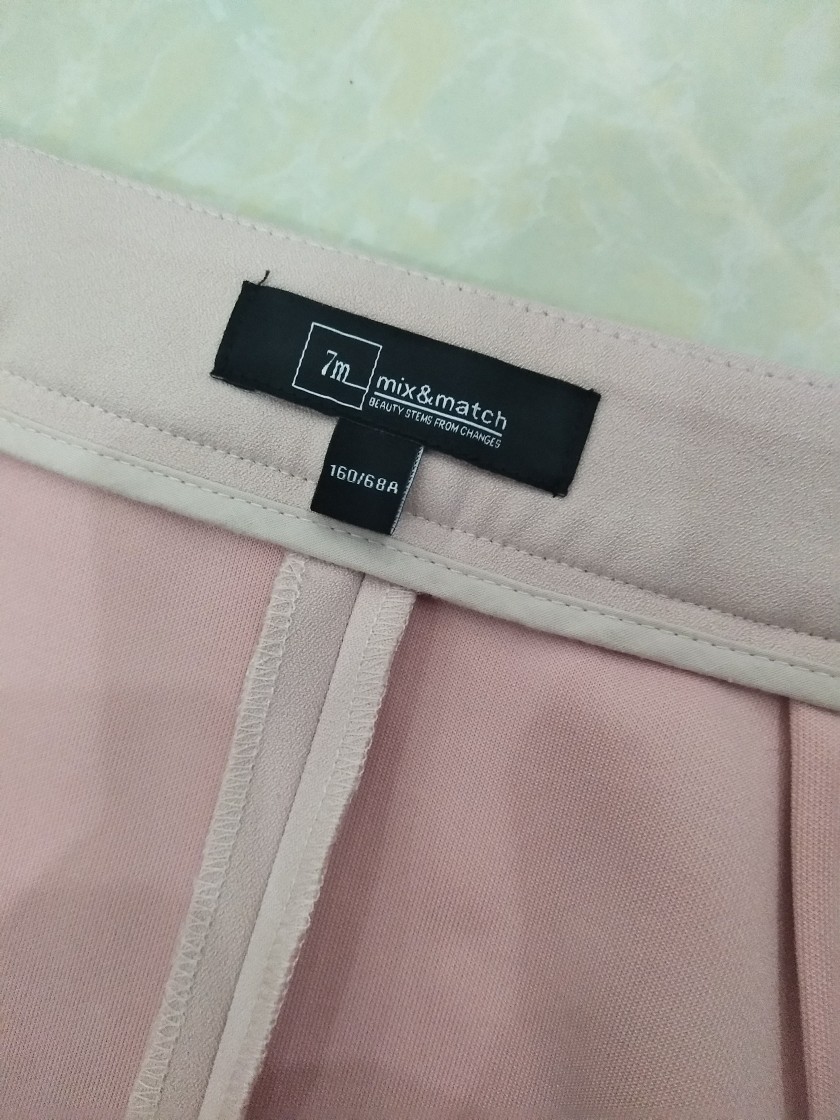 7m
mix&match
BEAUTY STEMS FROM CHANGES
160/68A